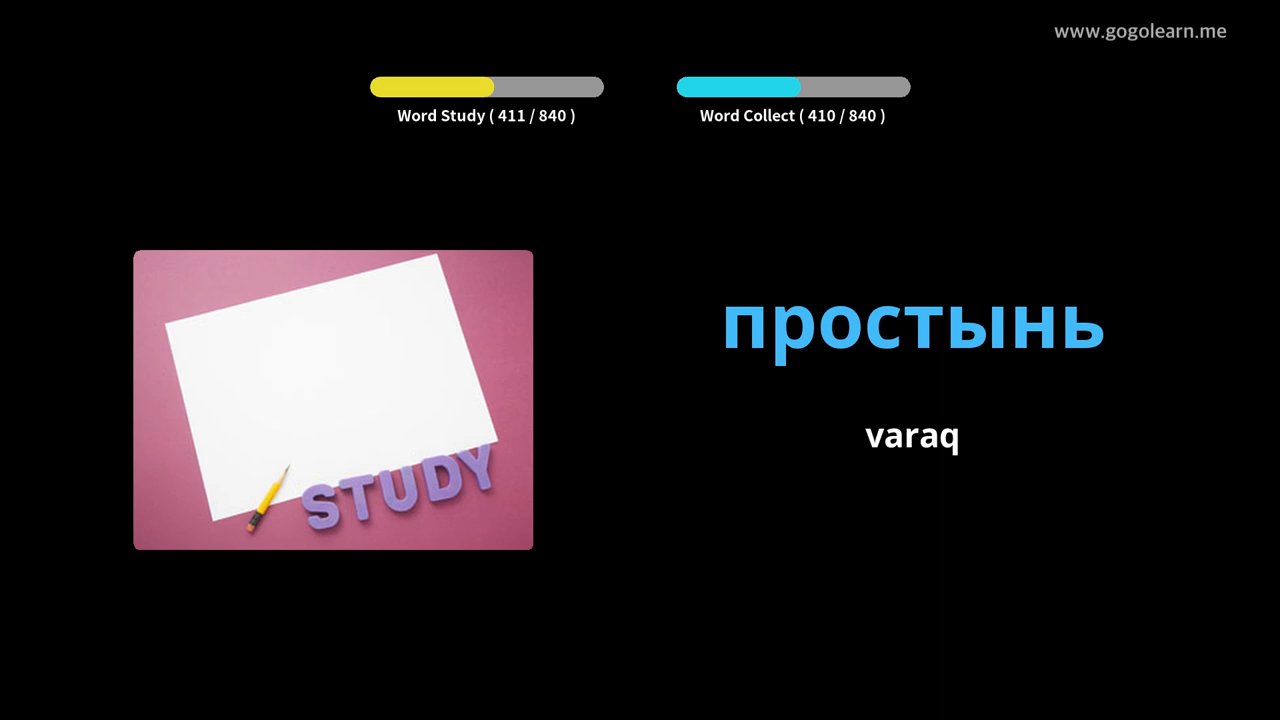 www.gogolearn.me
Word Study ( 411 / 840 )
Word Collect ( 410 / 840 )
простынь
varaq
STUDY